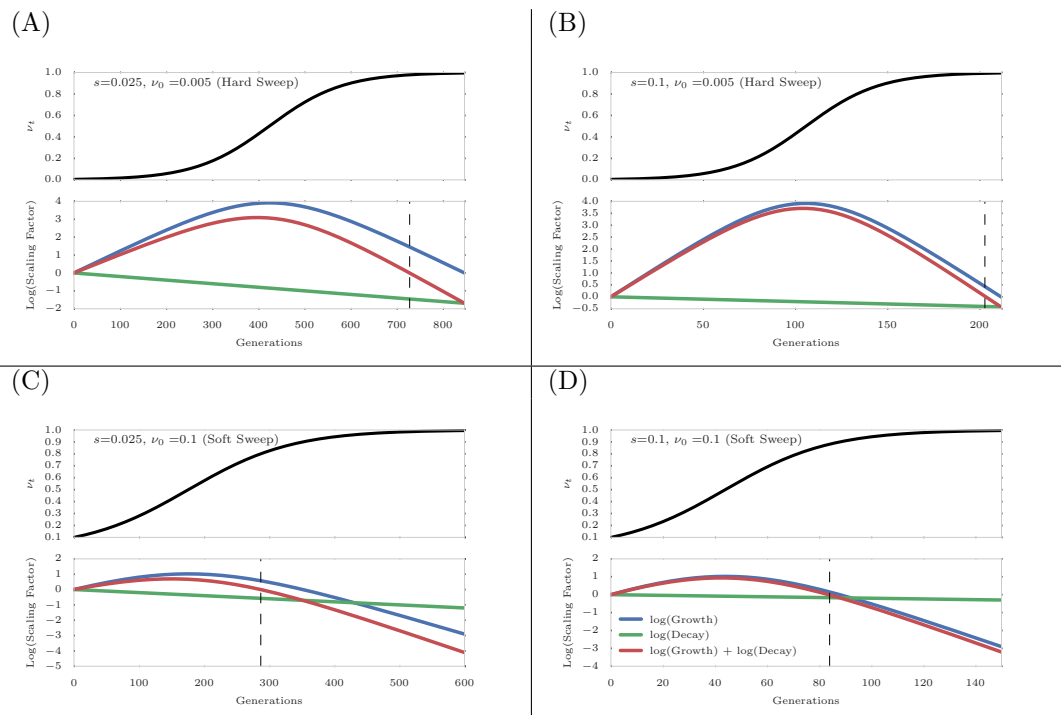 (A)
s=0.025, ν0 =0.005 (Hard Sweep)
1.0
0.8
0.6
0.4
0.2
0.0
νt
4
3
2
1
0
−1
−2
Log(Scaling Factor)
0 100 200 300 400 500 600 700 800
Generations
(B)
s=0.1, ν0 =0.005 (Hard Sweep)
1.0
0.8
0.6
0.4
0.2
0.0
νt
4.0
3.5
3.0
2.5
2.0
1.5
1.0
0.5
0.0
−0.5
Log(Scaling Factor)
0 50 100 150 200
Generations
(C)
s=0.025, ν0 =0.1 (Soft Sweep)
1.0
0.9
0.8
0.7
0.6
0.5
0.4
0.3
0.2
0.1
νt
2
1
0
−1
−2
−3
−4
−5
Log(Scaling Factor)
0 100 200 300 400 500 600
Generations
(D)
s=0.1, ν0 =0.1 (Soft Sweep)
1.0
0.9
0.8
0.7
0.6
0.5
0.4
0.3
0.2
0.1
νt
2
1
0
−1
−2
−3
−4
Log(Scaling Factor)
log(Growth)
log(Decay)
log(Growth) + log(Decay)
0 20 40 60 80 100 120 140
Generations